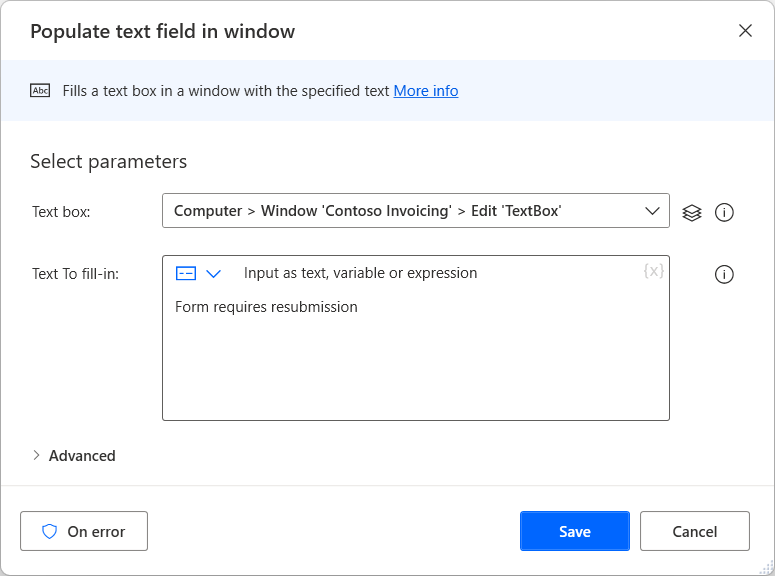 Populate text field in window
Abc Fills a text box in a window with the specified text More info
Select parameters
Text box: Computer > Window 'Contoso Invoicing' > Edit 'TextBox'
Text To fill-in: Input as text, variable or expression {x}
Form requires resubmission
Advanced
On error Save Cancel